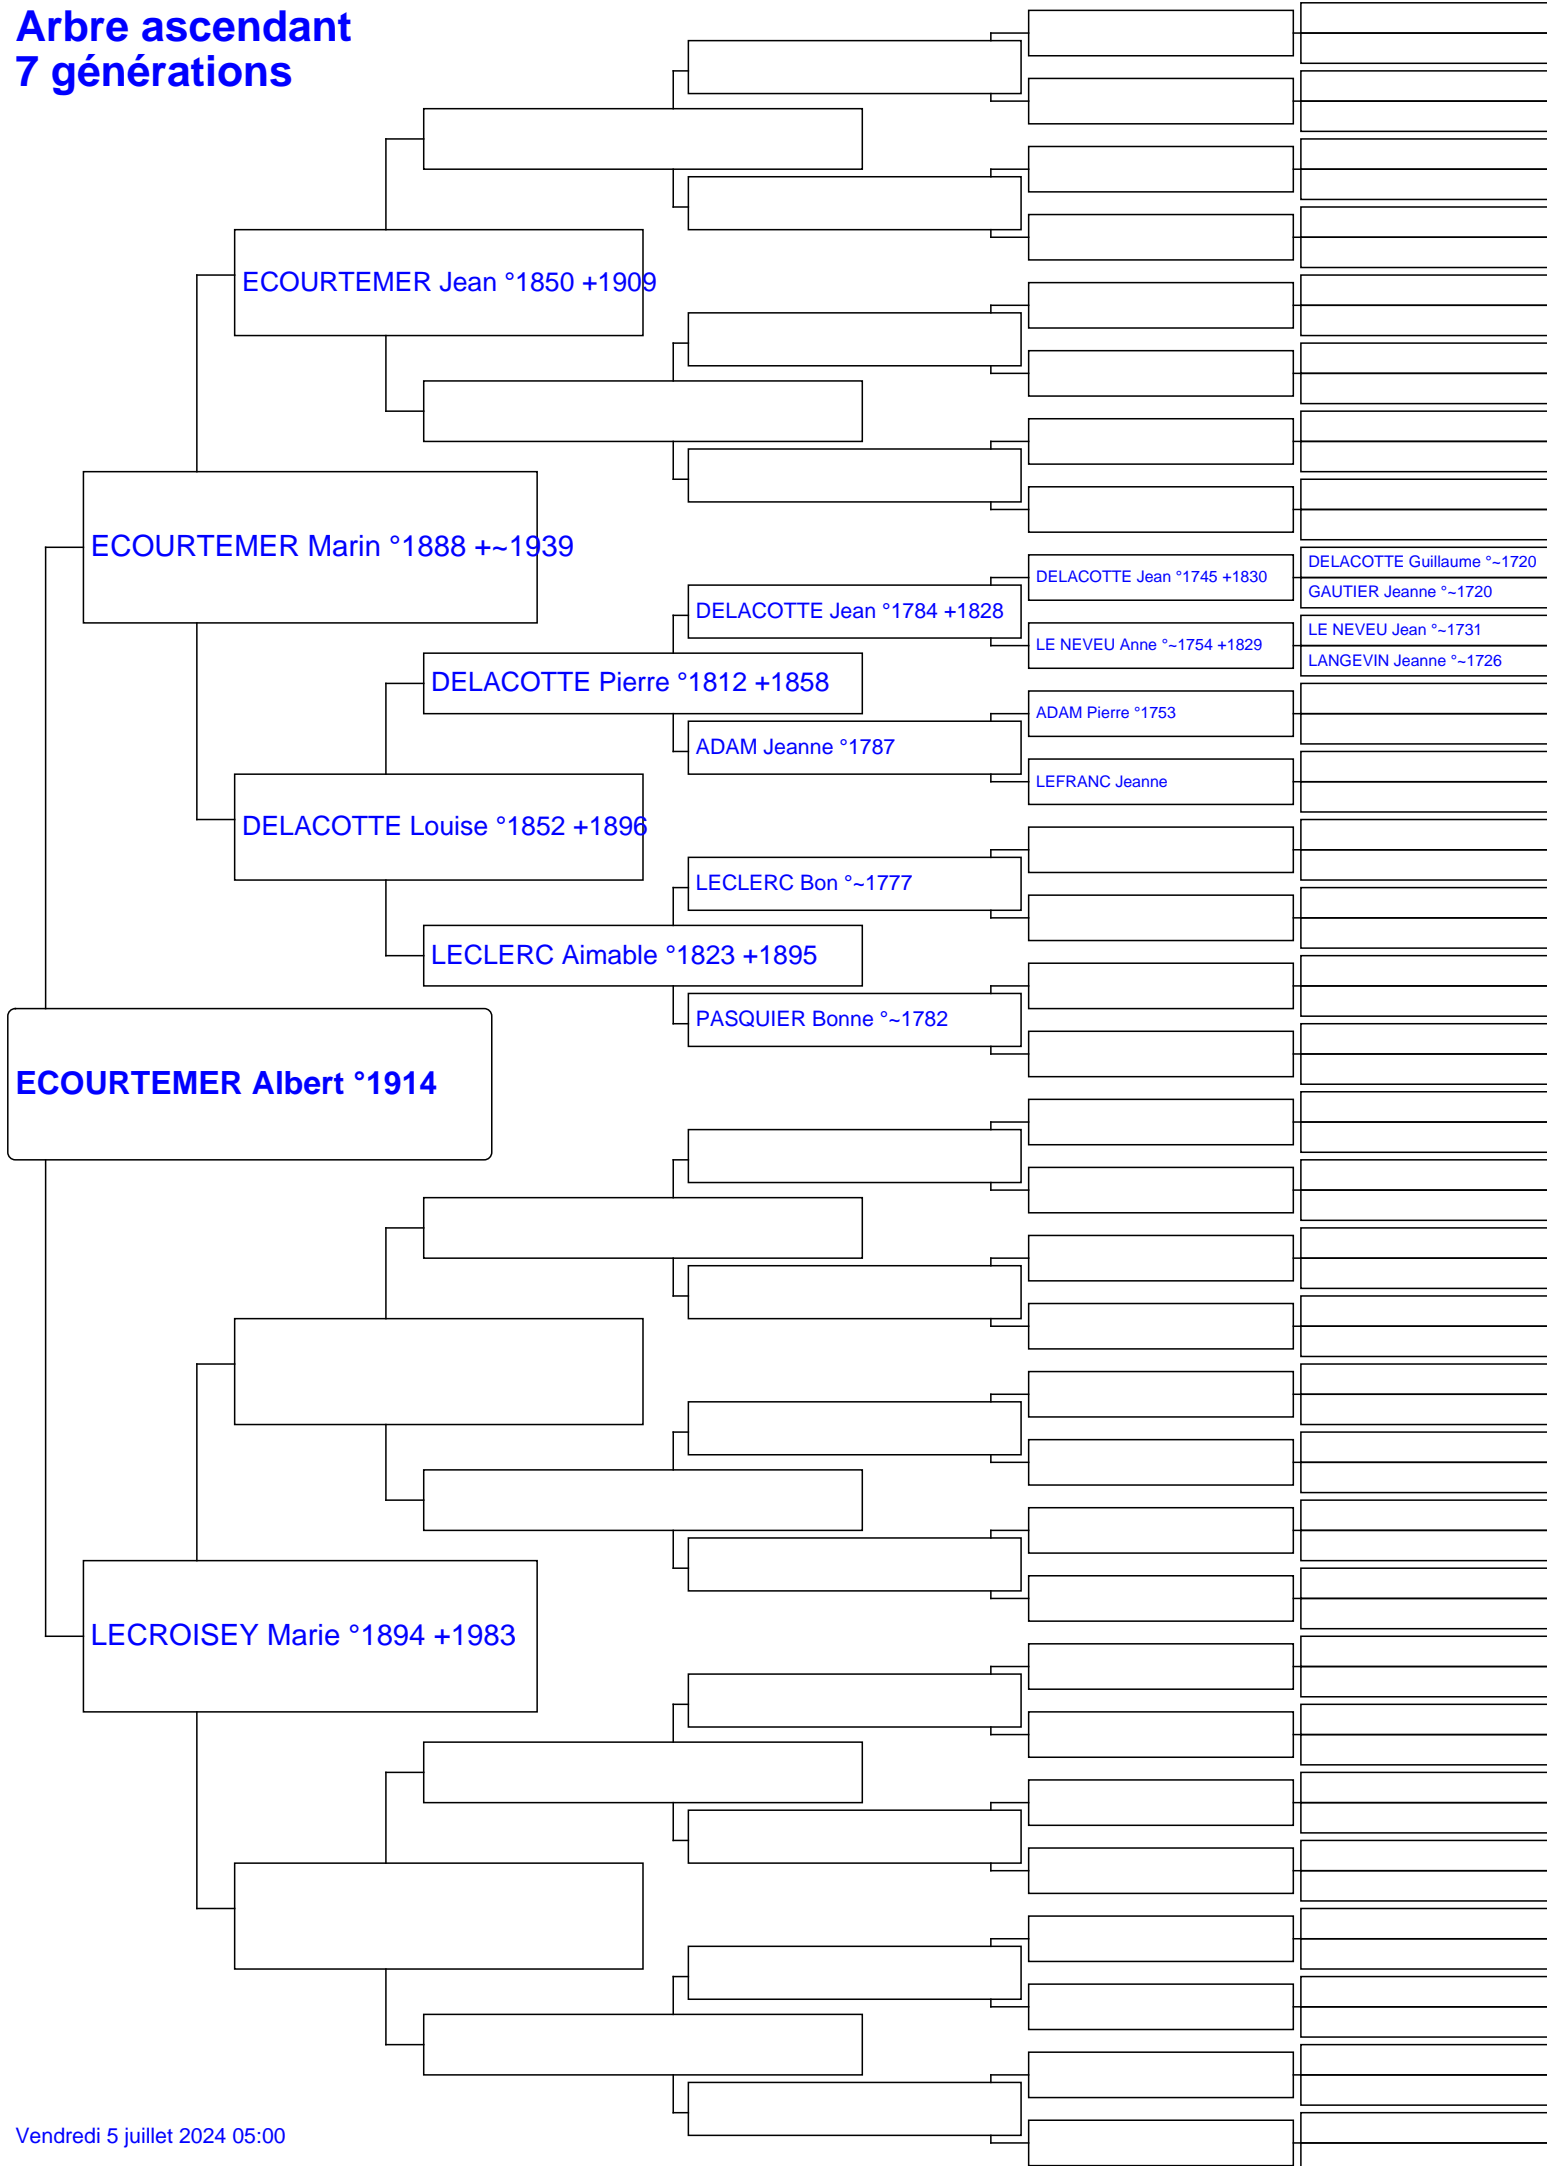 Arbre ascendant
7 générations
ECOURTEMER Jean °1850 +1909
ECOURTEMER Marin °1888 +~1939
DELACOTTE Guillaume °~1720
DELACOTTE Jean °1745 +1830
GAUTIER Jeanne °~1720
DELACOTTE Jean °1784 +1828
LE NEVEU Jean °~1731
LE NEVEU Anne °~1754 +1829
LANGEVIN Jeanne °~1726
DELACOTTE Pierre °1812 +1858
ADAM Pierre °1753
ADAM Jeanne °1787
LEFRANC Jeanne
DELACOTTE Louise °1852 +1896
LECLERC Bon °~1777
LECLERC Aimable °1823 +1895
PASQUIER Bonne °~1782
ECOURTEMER Albert °1914
LECROISEY Marie °1894 +1983
Vendredi 5 juillet 2024 05:00